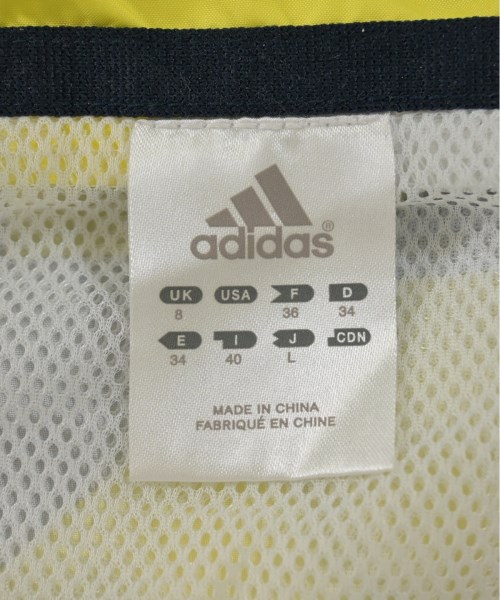 adidas®
UK USA F D
8 36 34
E I J CDN
34 40 L
MADE IN CHINA
FABRIQUÉ EN CHINE